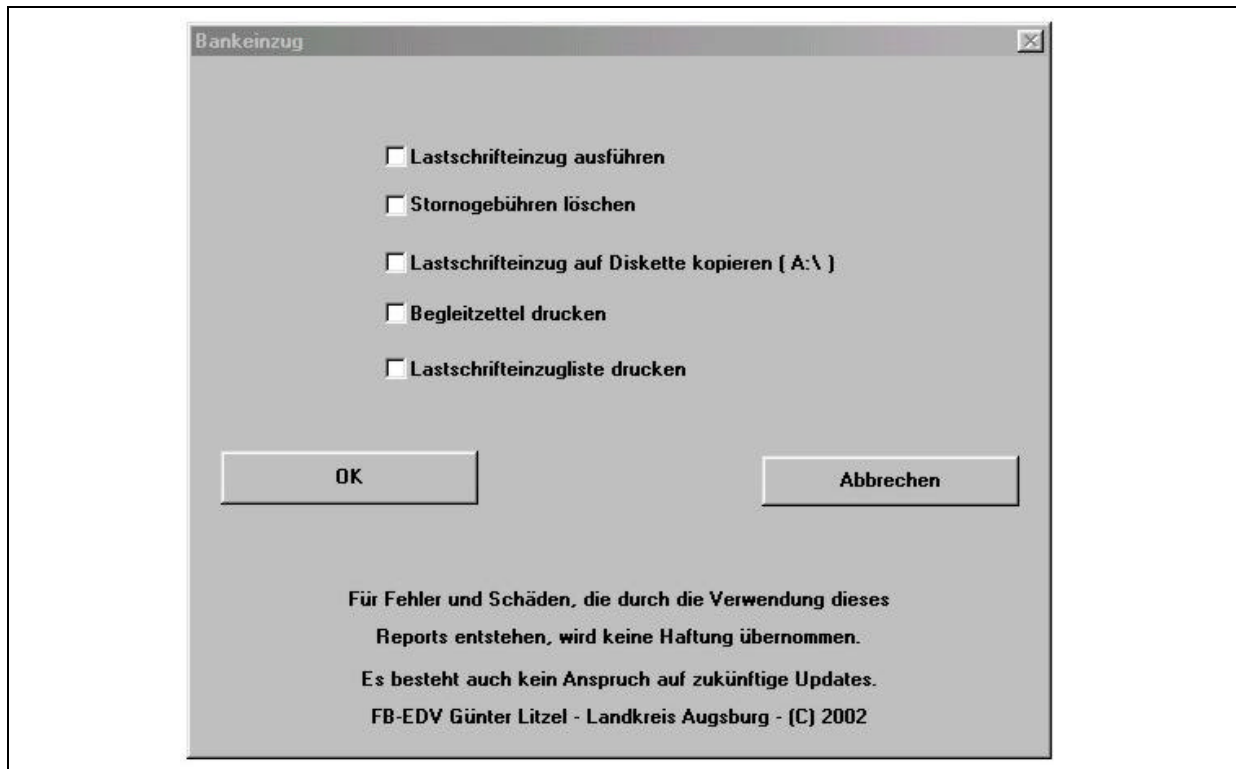 Bankeinzug
Lastschrifteinzug ausführen
Stornogebühren löschen
Lastschrifteinzug auf Diskette kopieren ( A:\ )
Begleitzettel drucken
Lastschrifteinzugliste drucken
OK
Abbrechen
Für Fehler und Schäden, die durch die Verwendung dieses
Reports entstehen, wird keine Haftung übernommen.
Es besteht auch kein Anspruch auf zukünftige Updates.
FB-EDV Günter Litzel - Landkreis Augsburg - (C) 2002